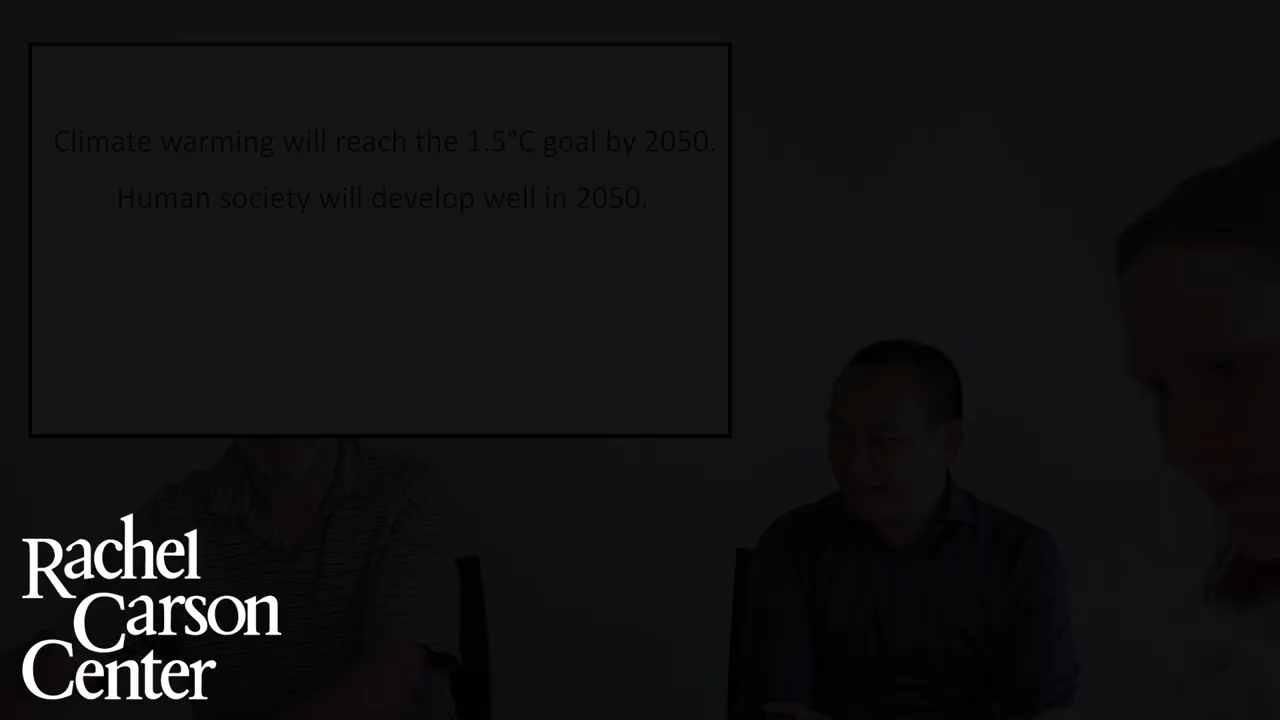 Climate warming will reach the 1.5°C goal by 2050.
Human society will develop well in 2050.
Rachel
Carson
Center